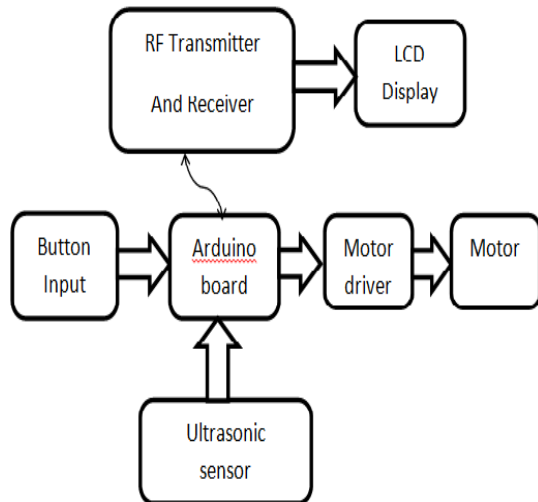 RF Transmitter
And Receiver
LCD
Display
Button
Input
Arduino
board
Motor
driver
Motor
Ultrasonic
sensor